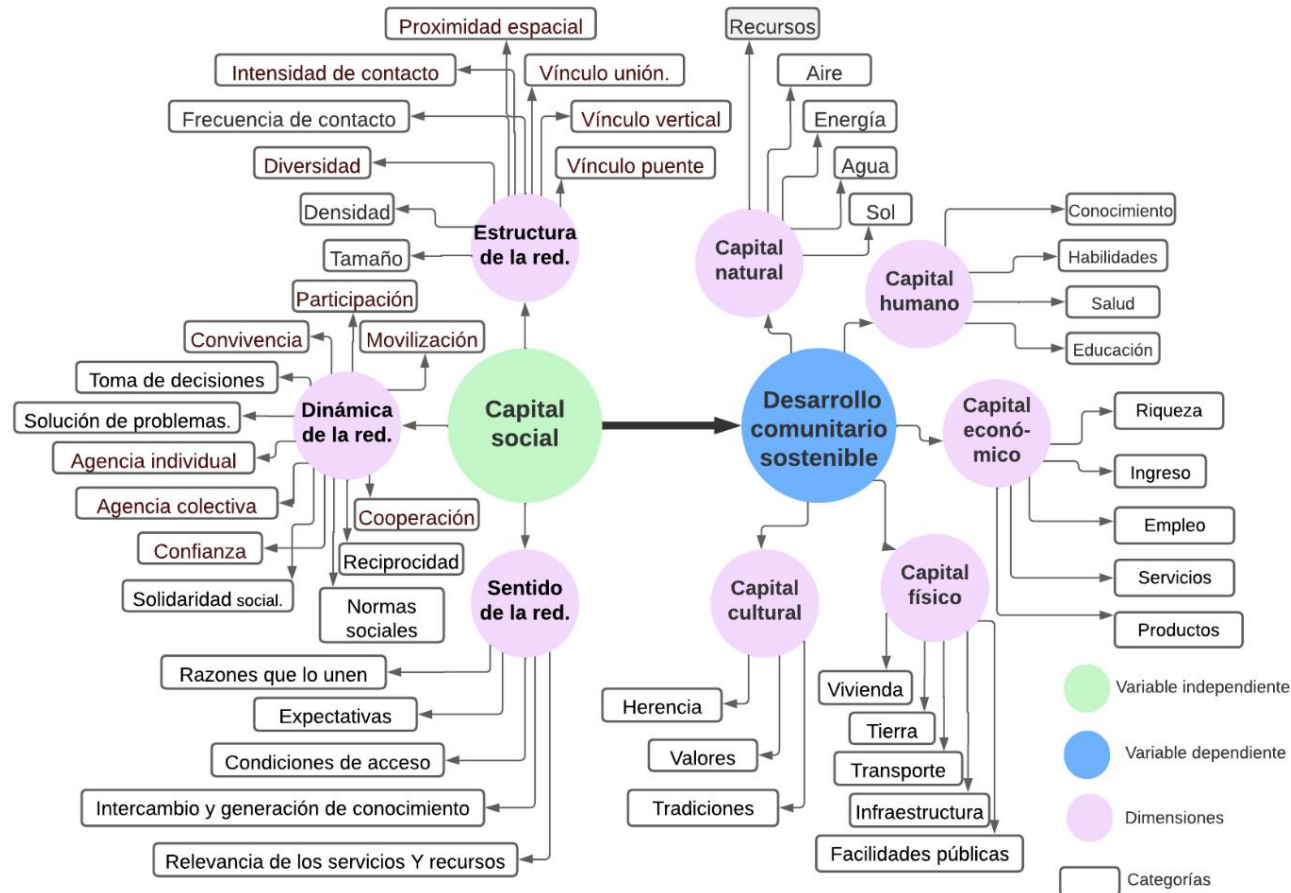 Proximidad espacial
Intensidad de contacto
Vínculo unión.
Frecuencia de contacto
Vínculo vertical
Diversidad
Vínculo puente
Densidad
Tamaño
Estructura
de la red.
Participación
Convivencia
Movilización
Toma de decisiones
Solución de problemas.
Dinámica
de la red.
Agencia individual
Agencia colectiva
Cooperación
Confianza
Reciprocidad
Solidaridad social.
Normas
sociales
Capital
social
Sentido
de la red.
Razones que lo unen
Expectativas
Condiciones de acceso
Intercambio y generación de conocimiento
Relevancia de los servicios Y recursos
Recursos
Aire
Energía
Agua
Sol
Capital
natural
Conocimiento
Habilidades
Salud
Educación
Capital
humano
Desarrollo
comunitario
sostenible
Capital
econó-
mico
Riqueza
Ingreso
Empleo
Servicios
Productos
Capital
cultural
Herencia
Valores
Tradiciones
Capital
físico
Vivienda
Tierra
Transporte
Infraestructura
Facilidades públicas
Variable independiente
Variable dependiente
Dimensiones
Categorías